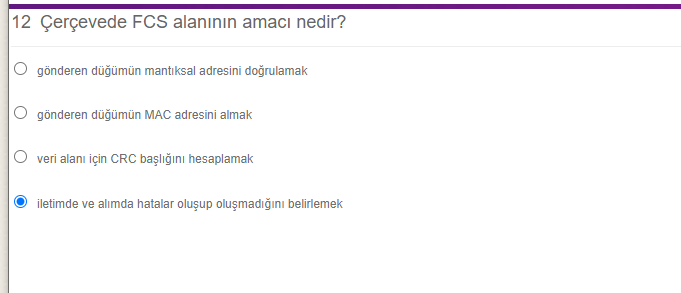 12 Çerçevede FCS alanının amacı nedir?
gönderen düğümün mantıksal adresini doğrulamak
gönderen düğümün MAC adresini almak
veri alanı için CRC başlığını hesaplamak
iletimde ve alımda hatalar oluşup oluşmadığını belirlemek